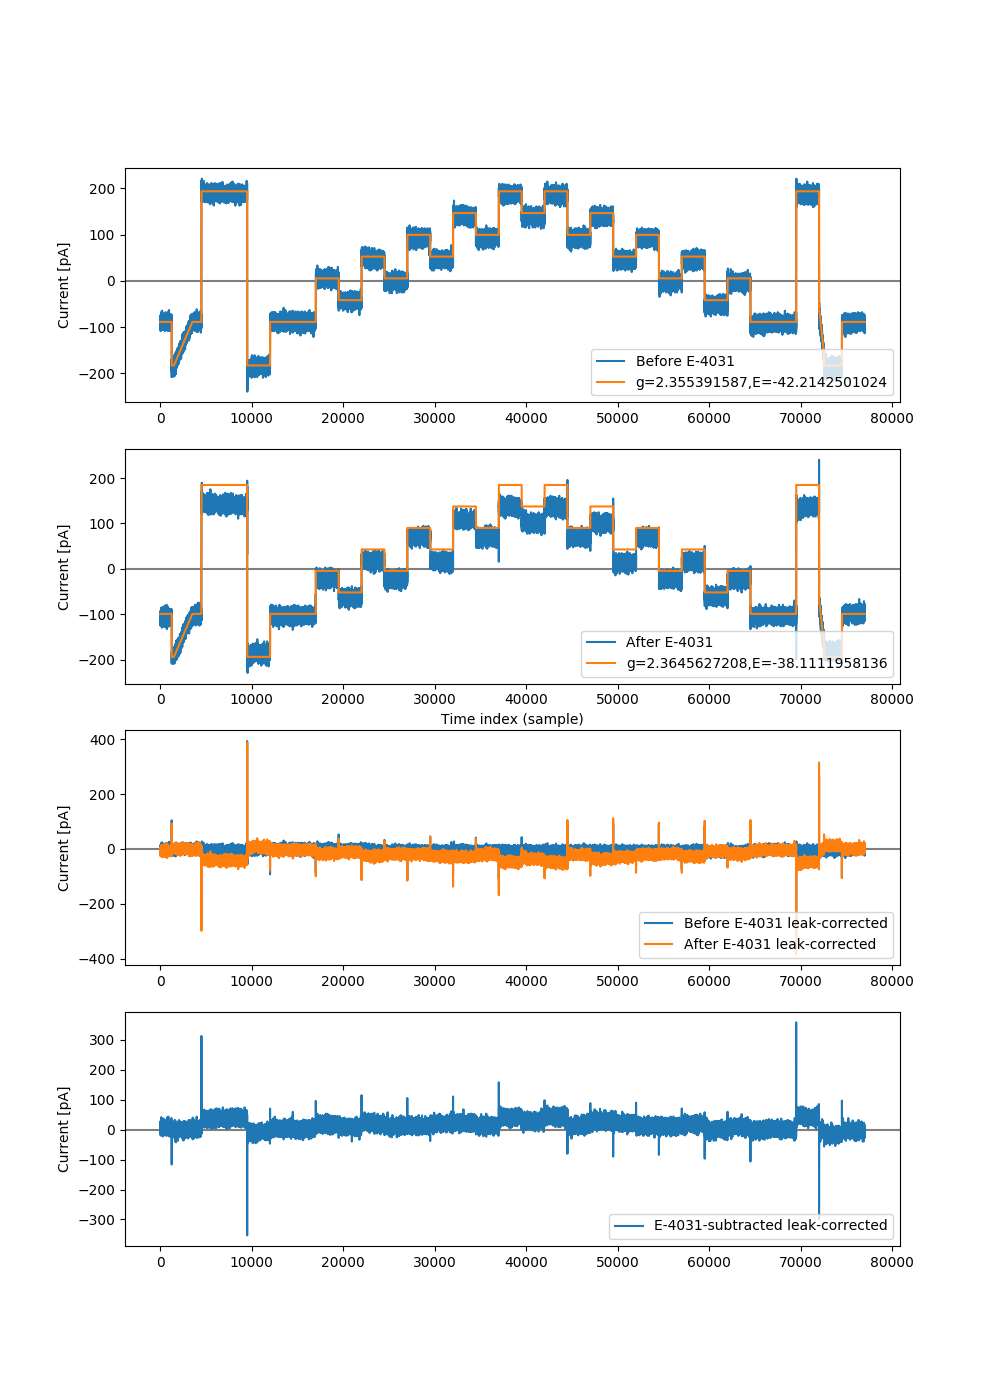 200
100
0
−100
−200
Current [pA]
Before E-4031
g=2.355391587,E=-42.2142501024
0 10000 20000 30000 40000 50000 60000 70000 80000
200
100
0
−100
−200
Current [pA]
After E-4031
g=2.3645627208,E=-38.1111958136
0 10000 20000 30000 40000 50000 60000 70000 80000
Time index (sample)
400
200
0
−200
−400
Current [pA]
Before E-4031 leak-corrected
After E-4031 leak-corrected
0 10000 20000 30000 40000 50000 60000 70000 80000
300
200
100
0
−100
−200
−300
Current [pA]
E-4031-subtracted leak-corrected
0 10000 20000 30000 40000 50000 60000 70000 80000